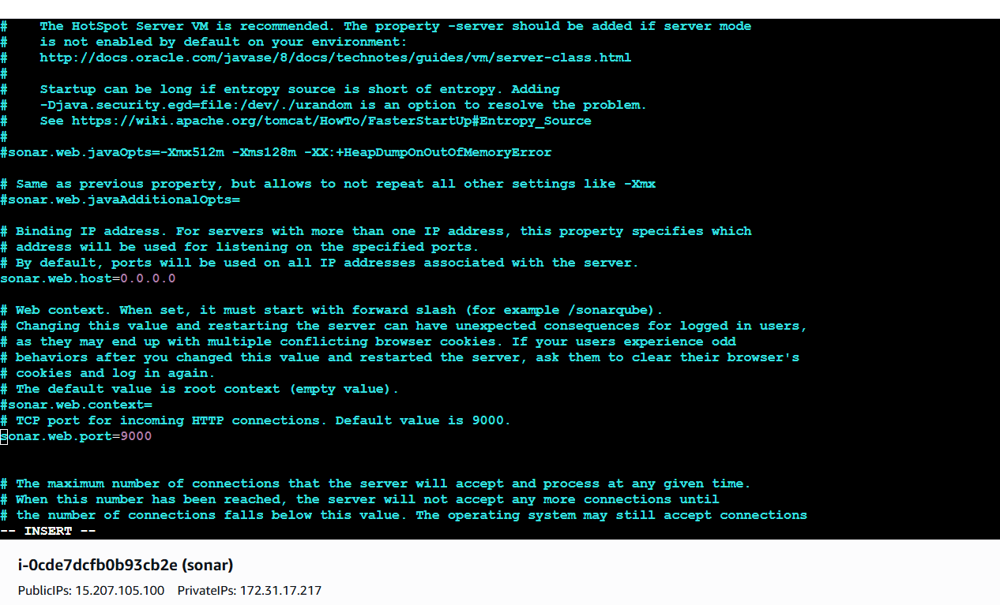 #    The HotSpot Server VM is recommended. The property -server should be added if server mode
#    is not enabled by default on your environment:
#    http://docs.oracle.com/javase/8/docs/technotes/guides/vm/server-class.html
#
#    Startup can be long if entropy source is short of entropy. Adding
#    -Djava.security.egd=file:/dev/./urandom is an option to resolve the problem.
#    See https://wiki.apache.org/tomcat/HowTo/FasterStartUp#Entropy_Source
#
#sonar.web.javaOpts=-Xmx512m -Xms128m -XX:+HeapDumpOnOutOfMemoryError
# Same as previous property, but allows to not repeat all other settings like -Xmx
#sonar.web.javaAdditionalOpts=
# Binding IP address. For servers with more than one IP address, this property specifies which
# address will be used for listening on the specified ports.
# By default, ports will be used on all IP addresses associated with the server.
sonar.web.host=0.0.0.0
# Web context. When set, it must start with forward slash (for example /sonarqube).
# Changing this value and restarting the server can have unexpected consequences for logged in users,
# as they may end up with multiple conflicting browser cookies. If your users experience odd
# behaviors after you changed this value and restarted the server, ask them to clear their browser's
# cookies and log in again.
# The default value is root context (empty value).
#sonar.web.context=
# TCP port for incoming HTTP connections. Default value is 9000.
sonar.web.port=9000
# The maximum number of connections that the server will accept and process at any given time.
# When this number has been reached, the server will not accept any more connections until
# the number of connections falls below this value. The operating system may still accept connections
-- INSERT --
i-0cde7dcfb0b93cb2e (sonar)
PublicIPs: 15.207.105.100    PrivateIPs: 172.31.17.217